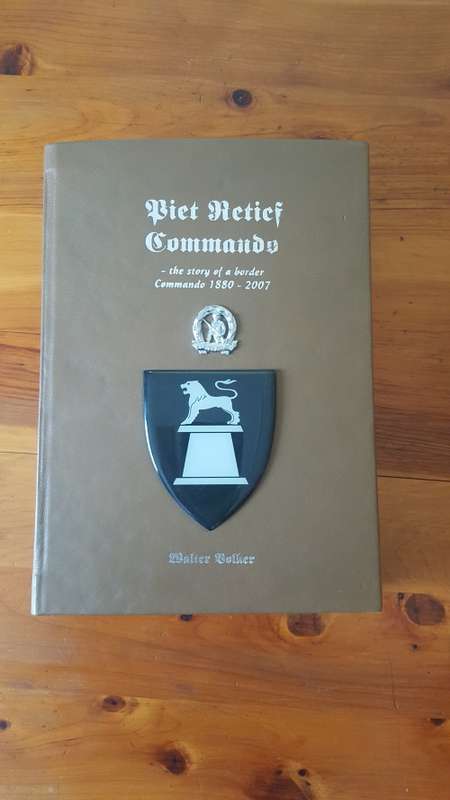 Piet Retief
Commando
- the story of a border
Commando 1880 - 2007
Walter Volker